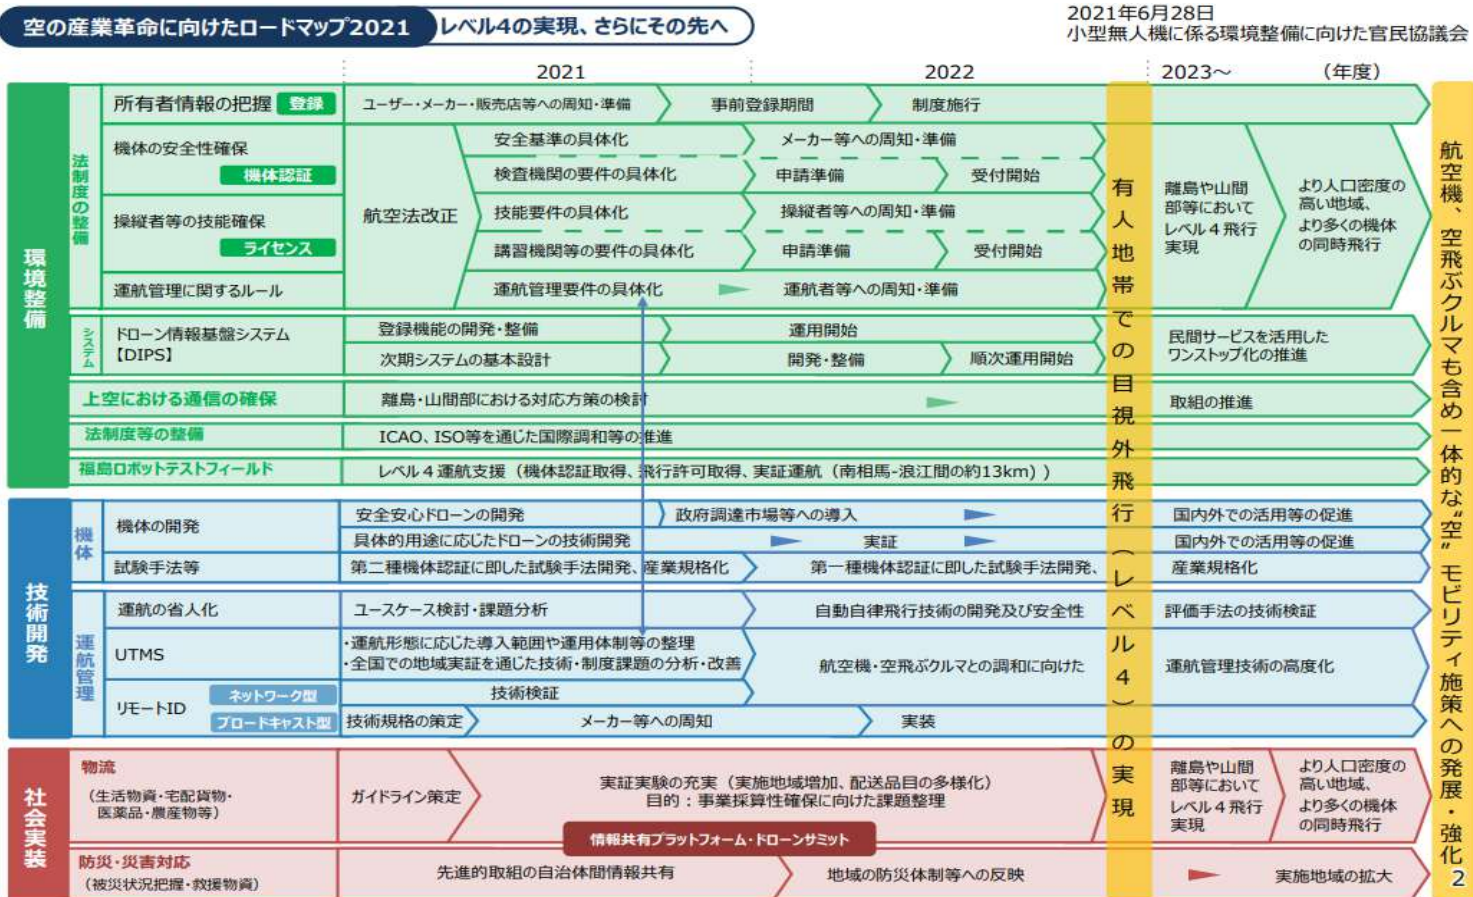 空の産業革命に向けたロードマップ2021
レベル4の実現、さらにその先へ
2021年6月28日
小型無人機に係る環境整備に向けた官民協議会
2021
2022
2023～
（年度）
環境整備
法制度の整備
所有者情報の把握 登録
ユーザー・メーカー・販売店等への周知・準備
事前登録期間
制度施行
機体の安全性確保
機体認証
操縦者等の技能確保
ライセンス
運航管理に関するルール
航空法改正
安全基準の具体化
メーカー等への周知・準備
検査機関の要件の具体化
申請準備
受付開始
技能要件の具体化
操縦者等への周知・準備
講習機関等の要件の具体化
申請準備
受付開始
運航管理要件の具体化
運航者等への周知・準備
離島や山間
部等において
レベル4飛行
実現
より人口密度の
高い地域、
より多くの機体
の同時飛行
システム
ドローン情報基盤システム
【DIPS】
登録機能の開発・整備
運用開始
次期システムの基本設計
開発・整備
順次運用開始
民間サービスを活用した
ワンストップ化の推進
上空における通信の確保
離島・山間部における対応方策の検討
取組の推進
法制度等の整備
ICAO、ISO等を通じた国際調和等の推進
福島ロボットテストフィールド
レベル4運航支援（機体認証取得、飛行許可取得、実証運航（南相馬-浪江間の約13km））
技術開発
機体
機体の開発
安全安心ドローンの開発
政府調達市場等への導入
国内外での活用等の促進
具体的用途に応じたドローンの技術開発
実証
国内外での活用等の促進
試験手法等
第二種機体認証に即した試験手法開発、産業規格化
第一種機体認証に即した試験手法開発、
産業規格化
運航管理
運航の省人化
ユースケース検討・課題分析
自動自律飛行技術の開発及び安全性
評価手法の技術検証
UTMS
・運航形態に応じた導入範囲や運用体制等の整理
・全国での地域実証を通じた技術・制度課題の分析・改善
航空機・空飛ぶクルマとの調和に向けた
運航管理技術の高度化
リモートID
ネットワーク型
技術検証
ブロードキャスト型
技術規格の策定
メーカー等への周知
実装
社会実装
物流
（生活物資・宅配貨物・
医薬品・農産物等）
ガイドライン策定
実証実験の充実（実施地域増加、配送品目の多様化）
目的：事業採算性確保に向けた課題整理
離島や山間
部等において
レベル4飛行
実現
より人口密度の
高い地域、
より多くの機体
の同時飛行
情報共有プラットフォーム・ドローンサミット
防災・災害対応
（被災状況把握・救援物資）
先進的取組の自治体間情報共有
地域の防災体制等への反映
実施地域の拡大
有人地帯での目視外飛行（レベル4）の実現
航空機、空飛ぶクルマも含め一体的な“空”モビリティ施策への発展・強化
2